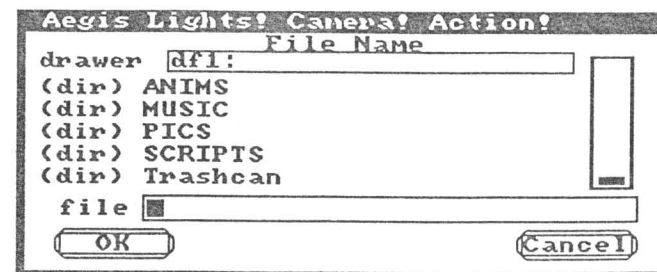 Aegis Lights! Camera! Action!
File Name
drawer df1:
(dir) ANIMS
(dir) MUSIC
(dir) PICS
(dir) SCRIPTS
(dir) Trashcan
file
OK Cancel